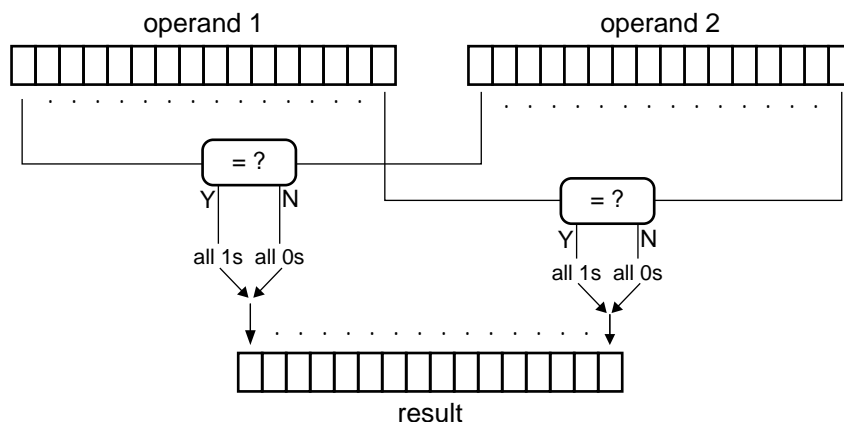 operand 1
operand 2
= ?
Y N
all 1s all 0s
= ?
Y N
all 1s all 0s
result